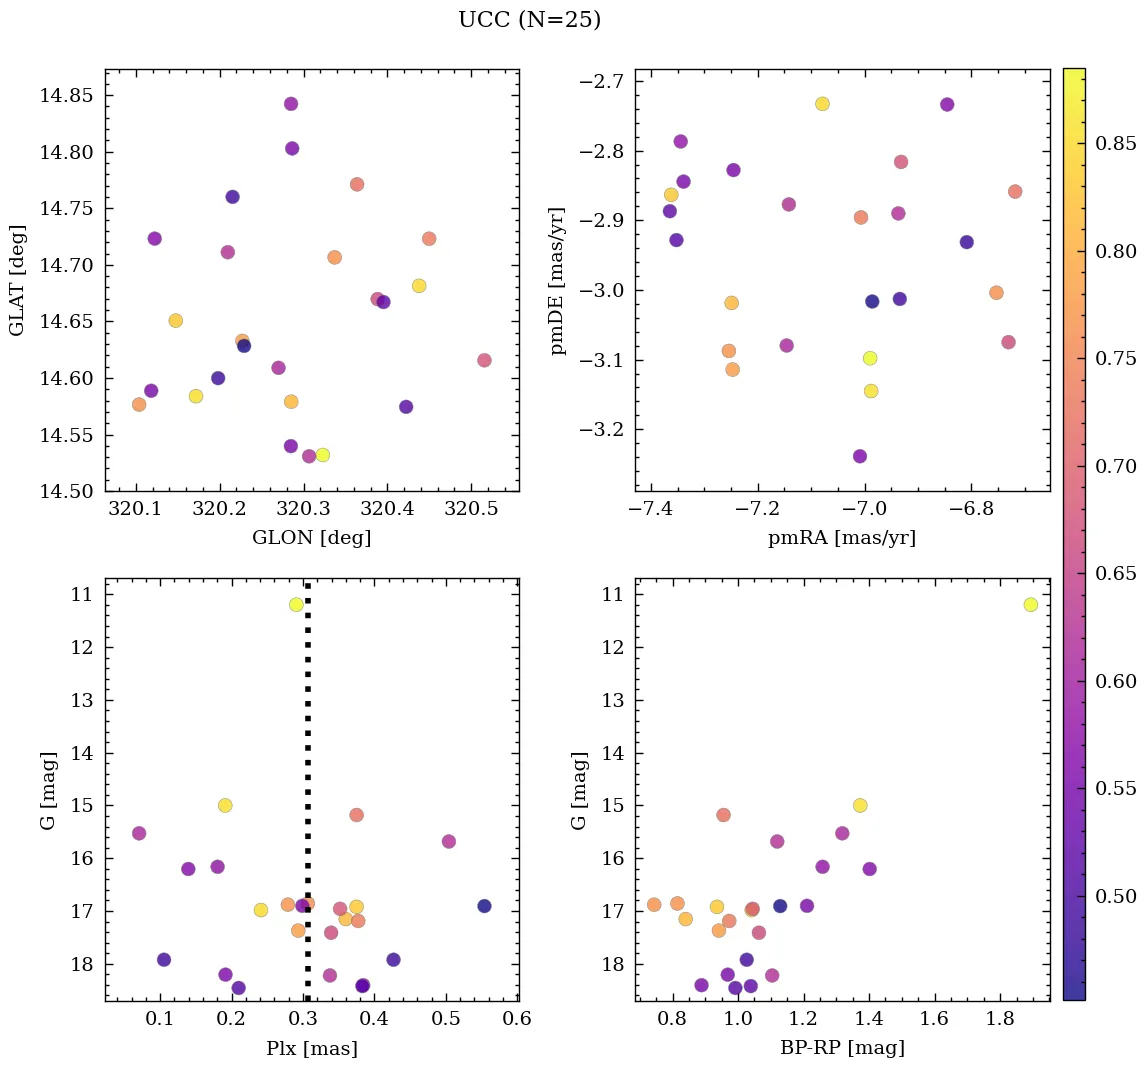 UCC (N=25)
14.85
14.80
14.75
14.70
14.65
14.60
14.55
14.50
GLAT [deg]
320.1 320.2 320.3 320.4 320.5
GLON [deg]
−2.7
−2.8
−2.9
−3.0
−3.1
−3.2
pmDE [mas/yr]
−7.4 −7.2 −7.0 −6.8
pmRA [mas/yr]
11
12
13
14
15
16
17
18
G [mag]
0.1 0.2 0.3 0.4 0.5 0.6
Plx [mas]
11
12
13
14
15
16
17
18
G [mag]
0.8 1.0 1.2 1.4 1.6 1.8
BP-RP [mag]
0.85
0.80
0.75
0.70
0.65
0.60
0.55
0.50